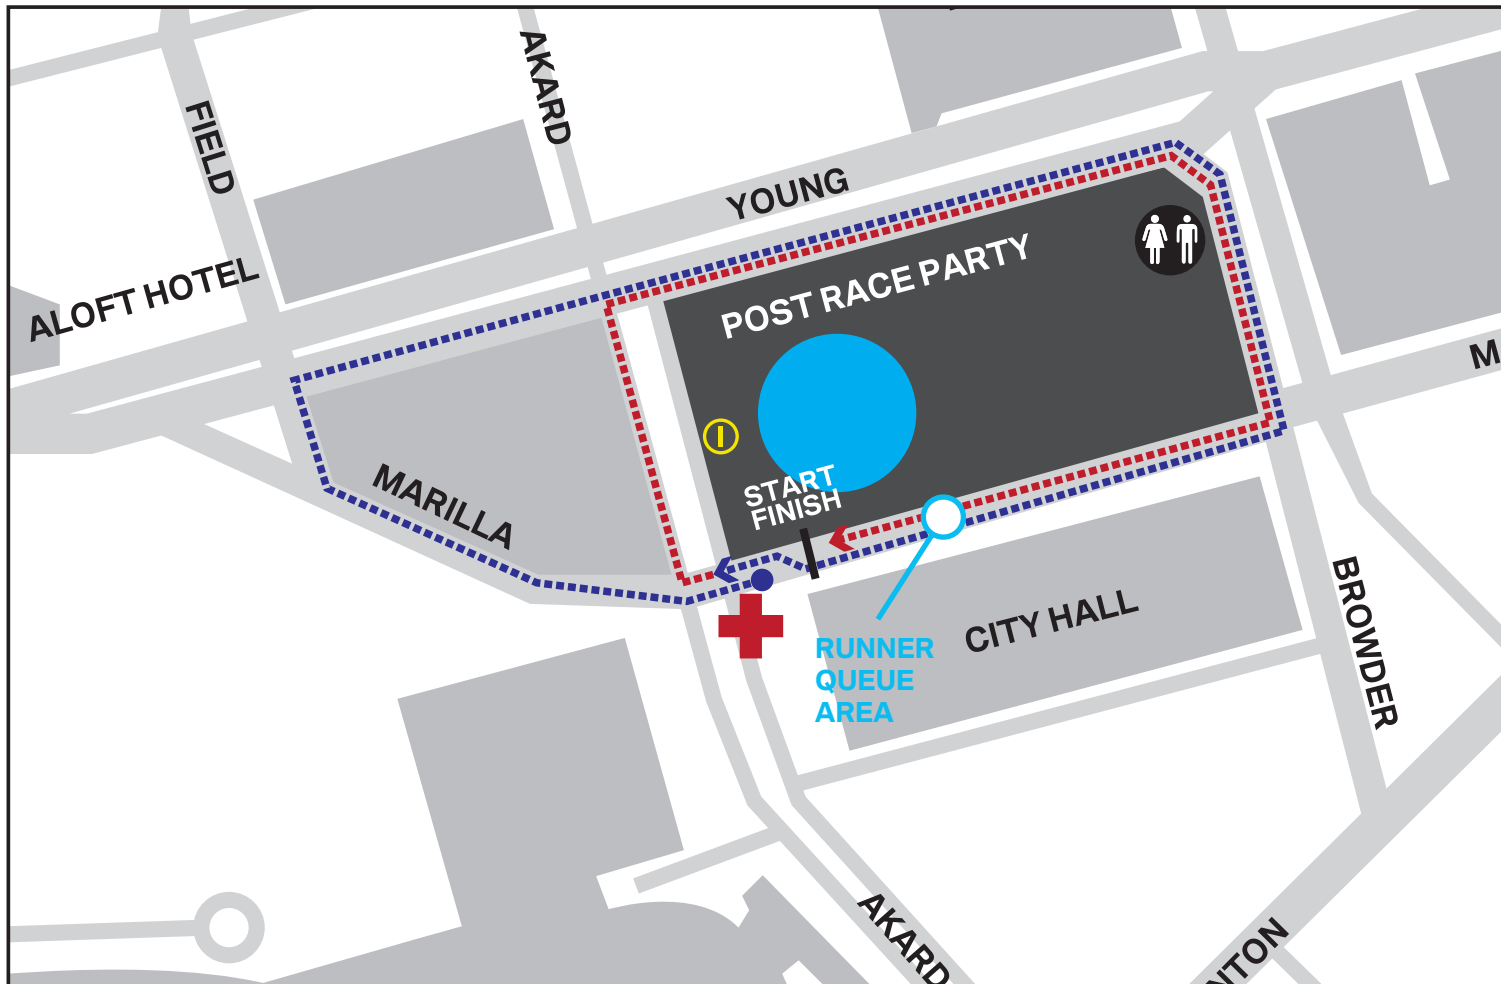 AKARD
FIELD
YOUNG
ALOFT HOTEL
POST RACE PARTY
MARILLA
START
FINISH
CITY HALL
RUNNER
QUEUE
AREA
BROWDER
AKARD